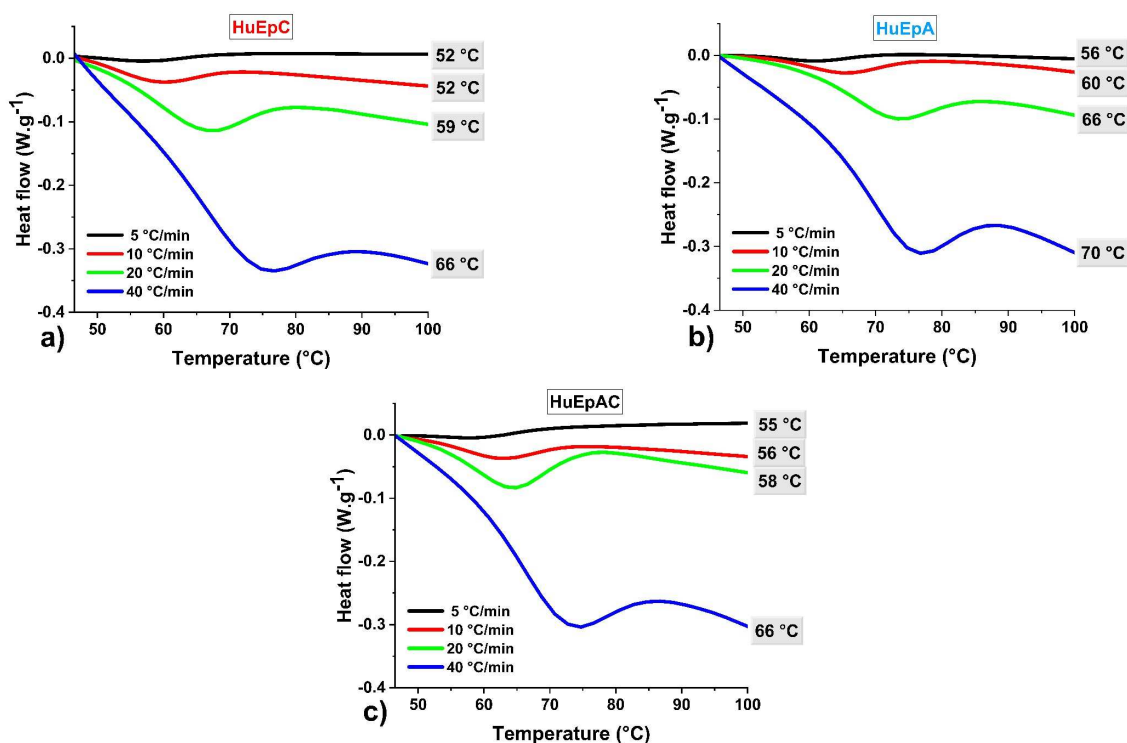 HuEpC
Heat flow (W.g-1)
0.0
-0.1
-0.2
-0.3
-0.4
52 °C
52 °C
59 °C
66 °C
5 °C/min
10 °C/min
20 °C/min
40 °C/min
50 60 70 80 90 100
a)
Temperature (°C)
HuEpA
Heat flow (W.g-1)
0.0
-0.1
-0.2
-0.3
-0.4
56 °C
60 °C
66 °C
70 °C
5 °C/min
10 °C/min
20 °C/min
40 °C/min
50 60 70 80 90 100
b)
Temperature (°C)
HuEpAC
Heat flow (W.g-1)
0.0
-0.1
-0.2
-0.3
-0.4
55 °C
56 °C
58 °C
66 °C
5 °C/min
10 °C/min
20 °C/min
40 °C/min
50 60 70 80 90 100
c)
Temperature (°C)